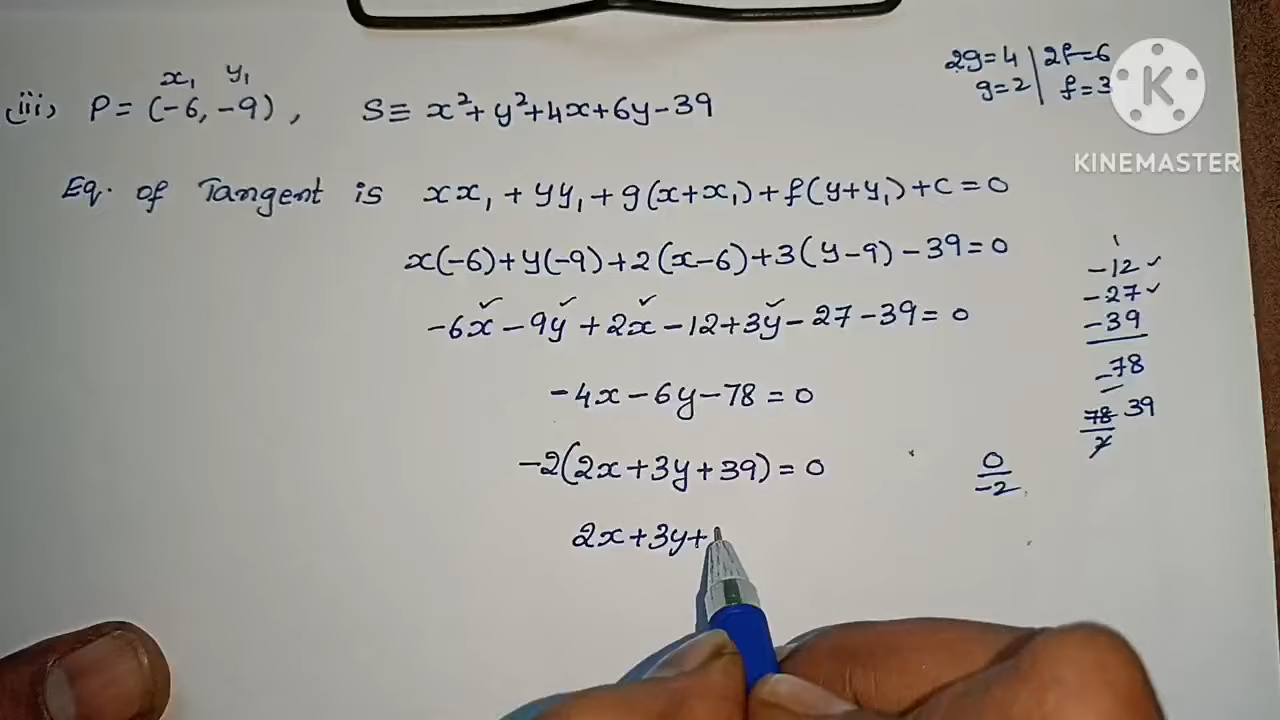 (iii) P = (-6, -9), S ≡ x²+y²+4x+6y-39
x₁ y₁
2g=4 | 2f=6
g=2 | f=3
K
KINEMASTER
Eq. of Tangent is xx₁ + yy₁ + g(x+x₁) + f(y+y₁) + c = 0
x(-6)+y(-9)+2(x-6)+3(y-9)-39=0
-6x - 9y + 2x - 12 + 3y - 27 - 39 = 0
-4x - 6y - 78 = 0
-2(2x+3y+39) = 0
2x+3y+
1
-12 ✓
-27 ✓
-39
-78
78 39
2
0
-2